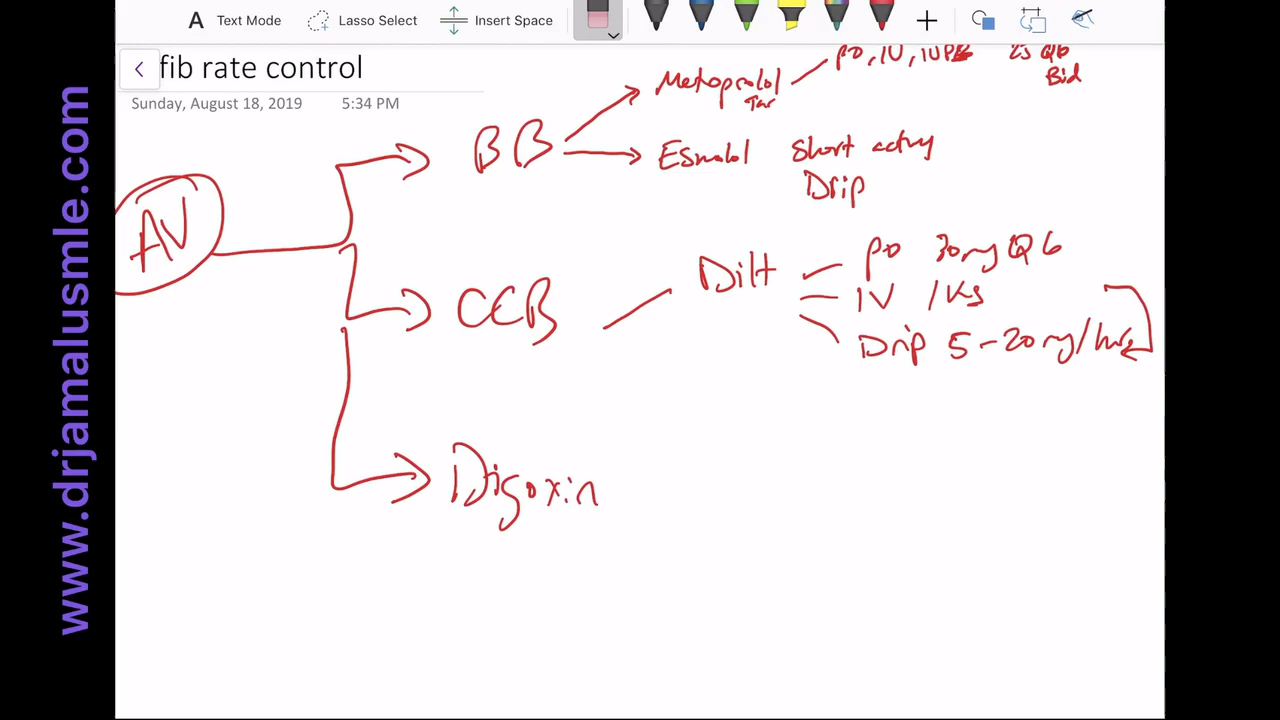 Text Mode
Lasso Select
Insert Space
fib rate control
Sunday, August 18, 2019 5:34 PM
www.drjamalusmle.com
AV
BB
Metoprolol
Tar
PO, IV, IVP
25 Q6
Bid
Esmolol Short acting
Drip
CCB
Dilt
PO 30mg Q6
IV /Kg
Drip 5-20mg/hr
Digoxin